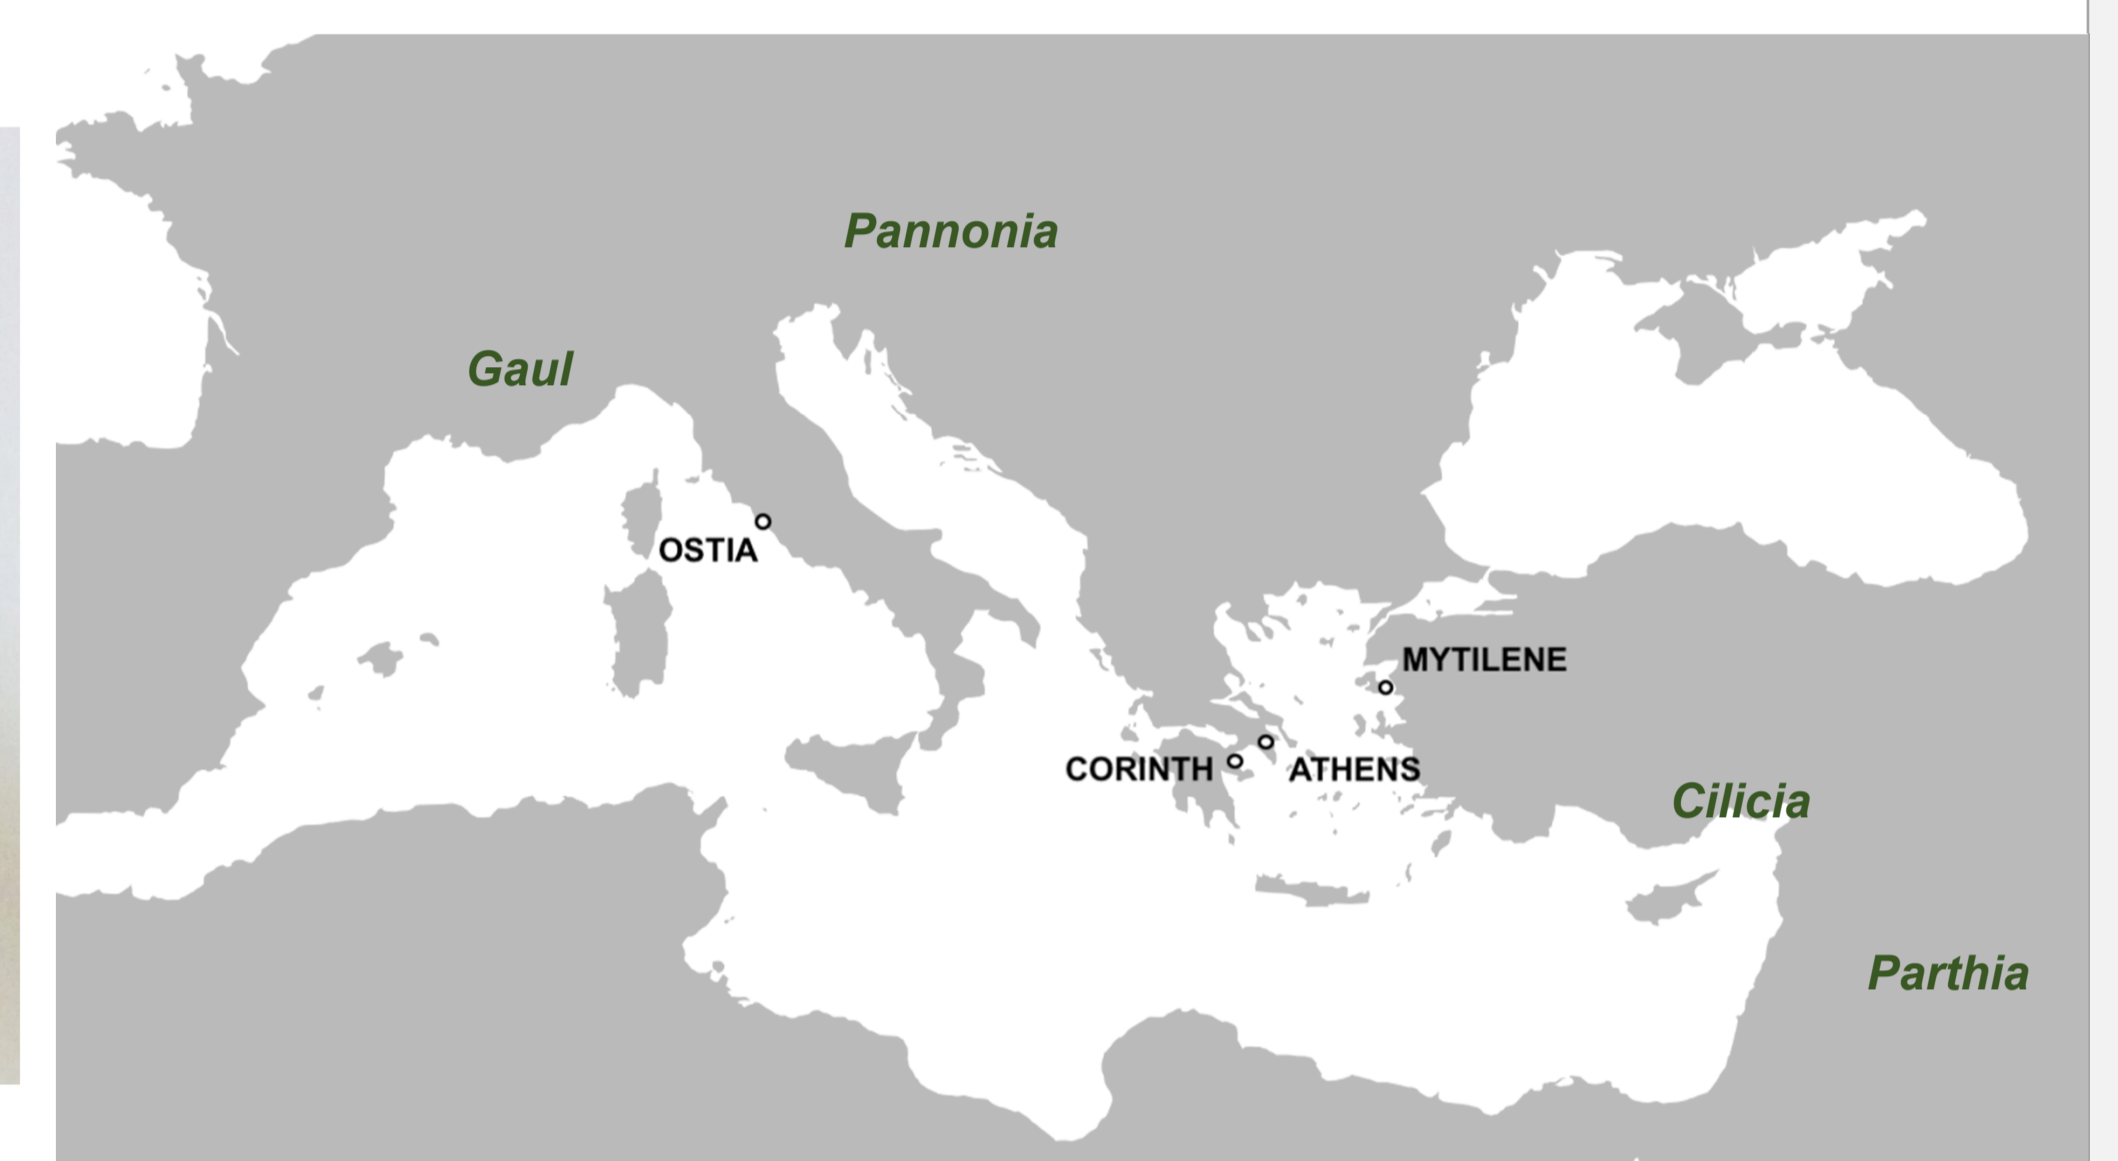 Pannonia
Gaul
OSTIA
MYTILENE
CORINTH
ATHENS
Cilicia
Parthia